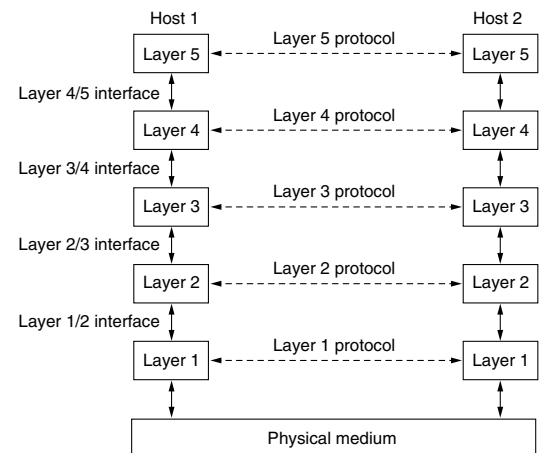 Host 1
Host 2
Layer 5
Layer 5 protocol
Layer 5
Layer 4/5 interface
Layer 4
Layer 4 protocol
Layer 4
Layer 3/4 interface
Layer 3
Layer 3 protocol
Layer 3
Layer 2/3 interface
Layer 2
Layer 2 protocol
Layer 2
Layer 1/2 interface
Layer 1
Layer 1 protocol
Layer 1
Physical medium